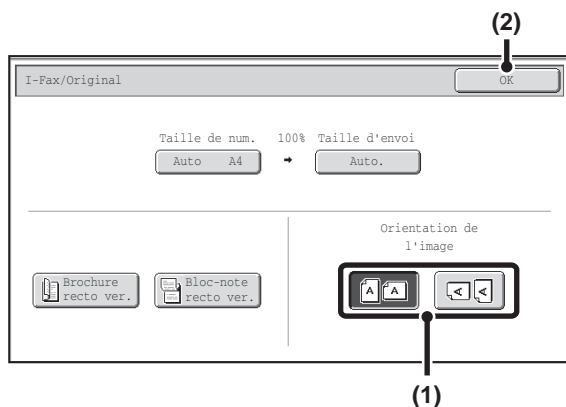 (2)
I-Fax/Original
OK
Taille de num. 100% Taille d'envoi
Auto A4
Auto.
Orientation de
l'image
Brochure
recto ver.
Bloc-note
recto ver.
A A A A
(1)